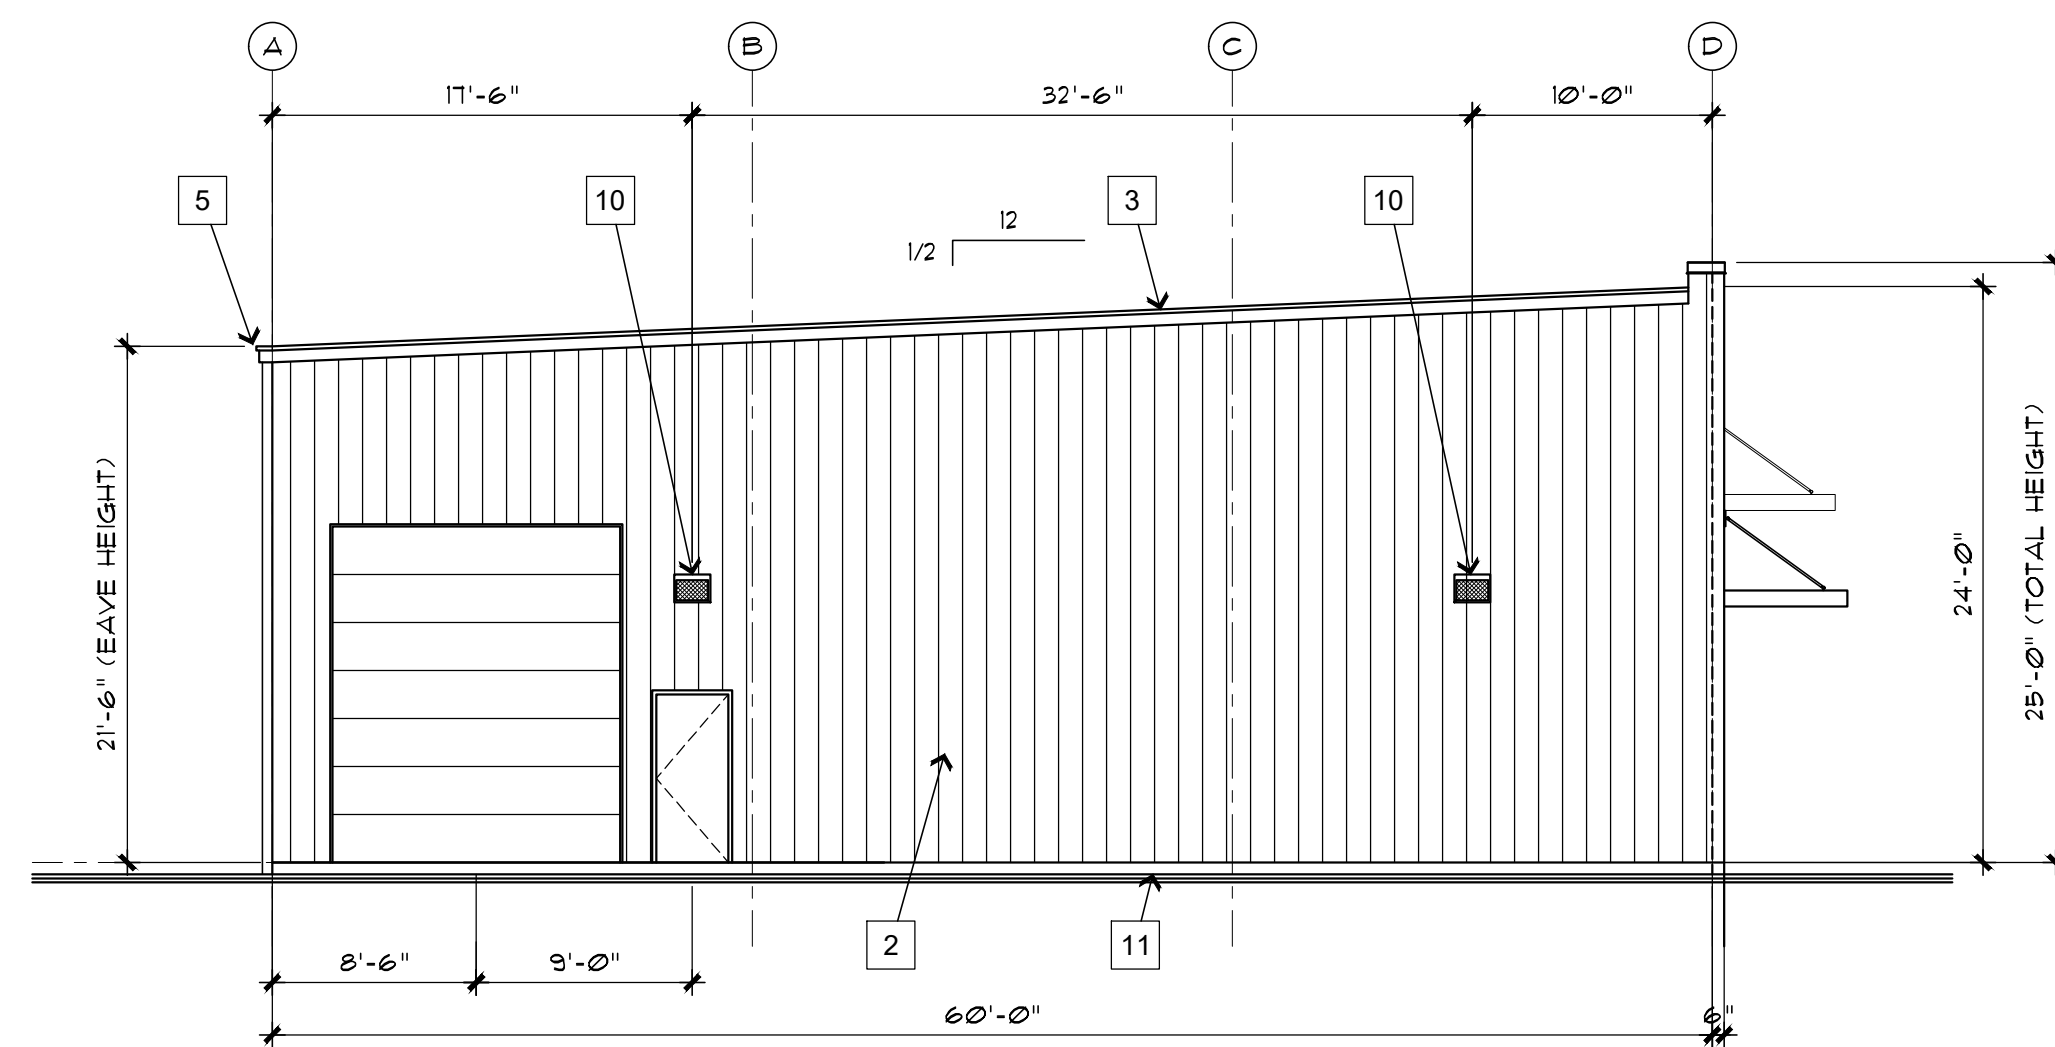 A B C D
17'-6" 32'-6" 10'-0"
5 10 3 10
12
1/2
21'-6" (EAVE HEIGHT)
24'-0"
25'-0" (TOTAL HEIGHT)
2 11
8'-6" 9'-0"
60'-0" 6"